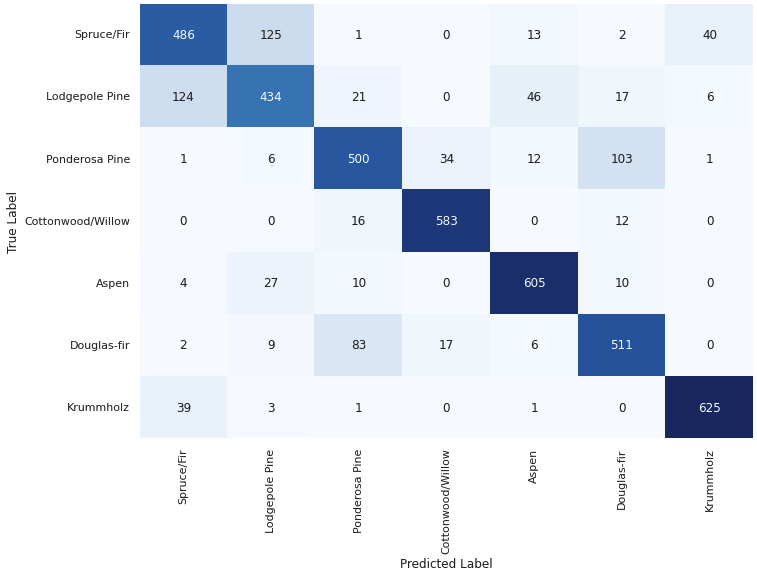 Spruce/Fir 486 125 1 0 13 2 40
Lodgepole Pine 124 434 21 0 46 17 6
Ponderosa Pine 1 6 500 34 12 103 1
Cottonwood/Willow 0 0 16 583 0 12 0
Aspen 4 27 10 0 605 10 0
Douglas-fir 2 9 83 17 6 511 0
Krummholz 39 3 1 0 1 0 625
True Label
Spruce/Fir
Lodgepole Pine
Ponderosa Pine
Cottonwood/Willow
Aspen
Douglas-fir
Krummholz
Predicted Label